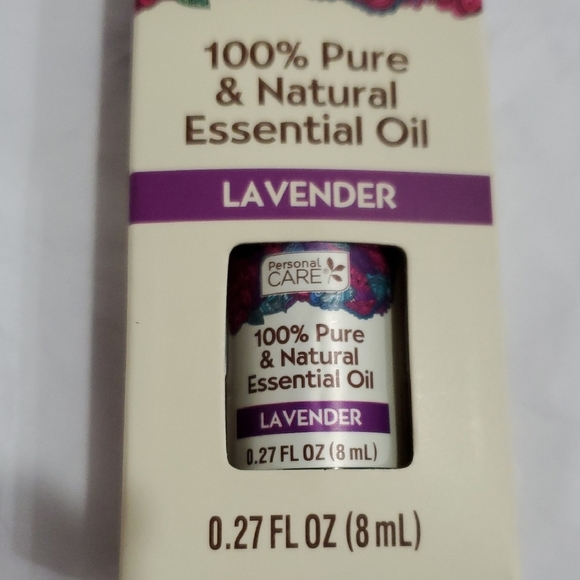 100% Pure
& Natural
Essential Oil
LAVENDER
Personal
CARE®
100% Pure
& Natural
Essential Oil
LAVENDER
0.27 FL OZ (8 mL)
0.27 FL OZ (8 mL)